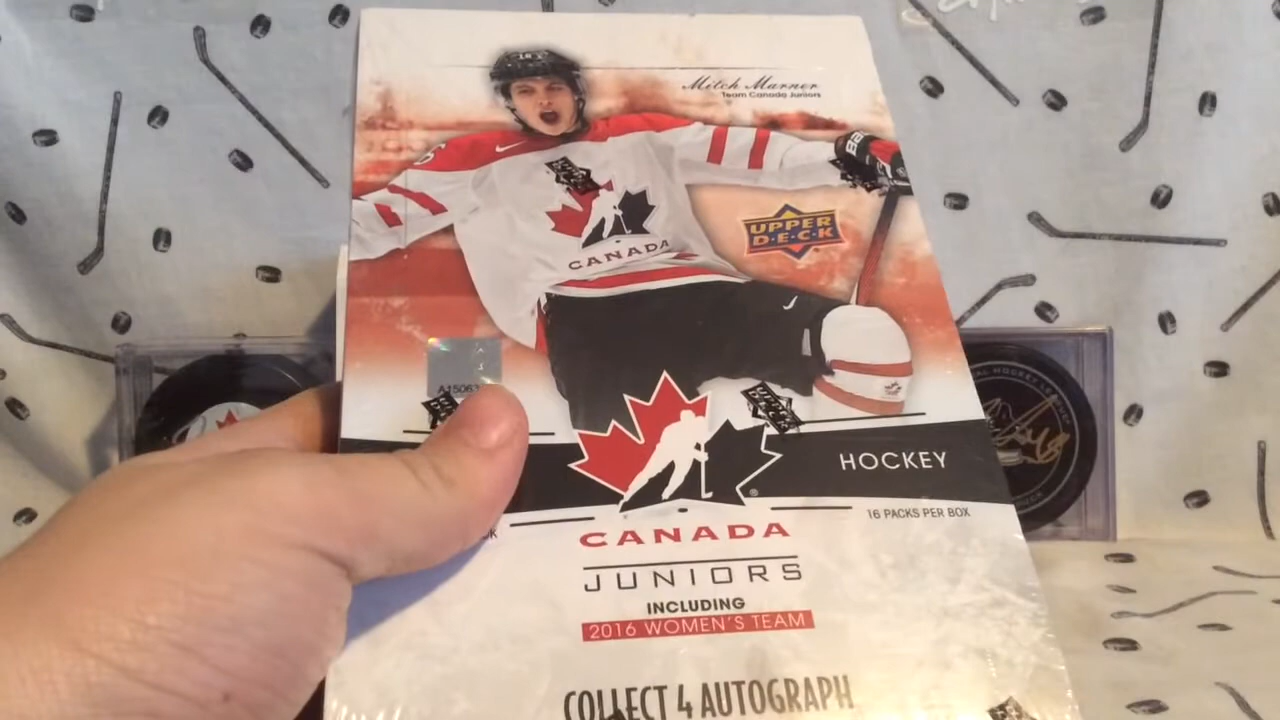 Mitch Marner
Team Canada Juniors
CANADA
UPPER
D·E·C·K
A15063
HOCKEY
16 PACKS PER BOX
CANADA
JUNIORS
INCLUDING
2016 WOMEN'S TEAM
COLLECT 4 AUTOGRAPH